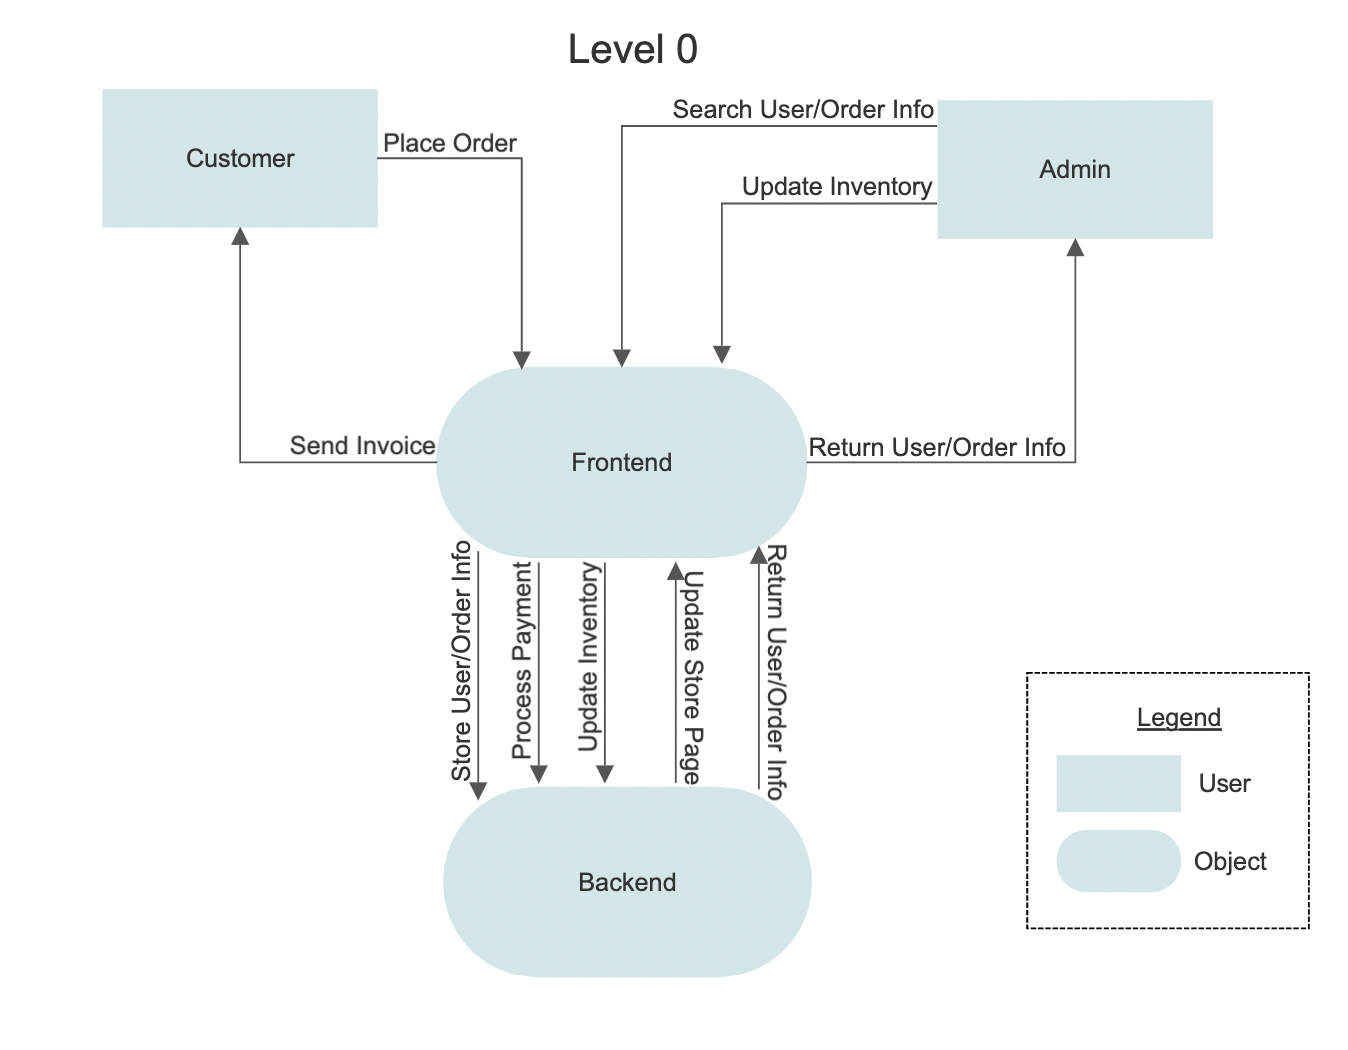 Level 0
Customer
Place Order
Search User/Order Info
Update Inventory
Admin
Send Invoice
Frontend
Return User/Order Info
Store User/Order Info
Process Payment
Update Inventory
Update Store Page
Return User/Order Info
Backend
Legend
User
Object